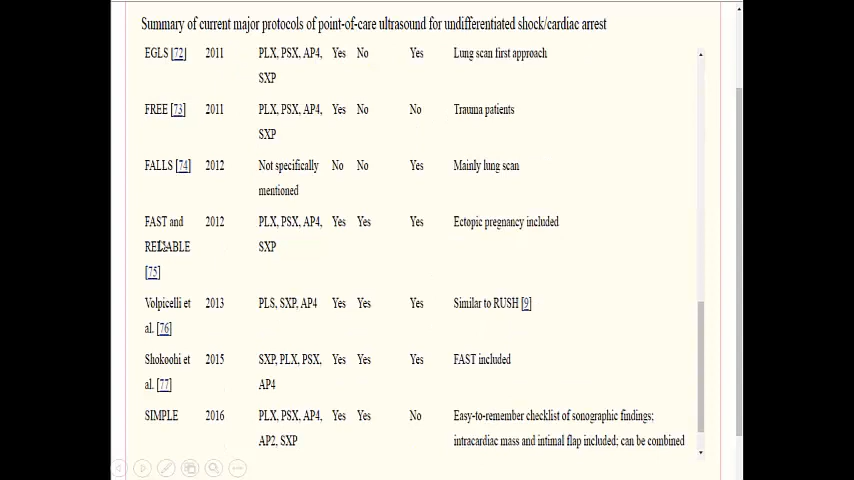 Summary of current major protocols of point-of-care ultrasound for undifferentiated shock/cardiac arrest
EGLS [72] 2011 PLX, PSX, AP4, Yes No Yes Lung scan first approach
SXP
FREE [73] 2011 PLX, PSX, AP4, Yes No No Trauma patients
SXP
FALLS [74] 2012 Not specifically No No Yes Mainly lung scan
mentioned
FAST and 2012 PLX, PSX, AP4, Yes Yes Yes Ectopic pregnancy included
RELIABLE SXP
[75]
Volpicelli et 2013 PLS, SXP, AP4 Yes Yes Yes Similar to RUSH [9]
al. [76]
Shokoohi et 2015 SXP, PLX, PSX, Yes Yes Yes FAST included
al. [77] AP4
SIMPLE 2016 PLX, PSX, AP4, Yes Yes No Easy-to-remember checklist of sonographic findings;
AP2, SXP intracardiac mass and intimal flap included; can be combined